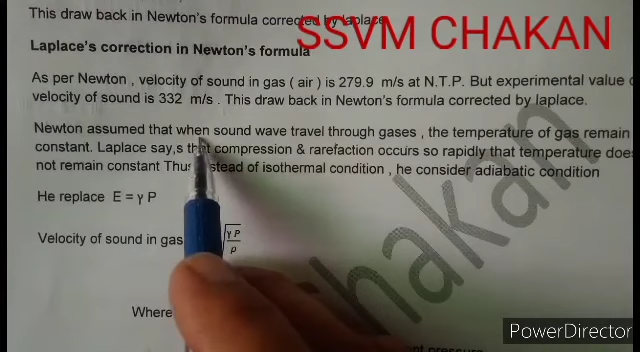 This draw back in Newton's formula corrected by laplace
SSVM CHAKAN
Laplace's correction in Newton's formula
As per Newton , velocity of sound in gas ( air ) is 279.9 m/s at N.T.P. But experimental value
velocity of sound is 332 m/s . This draw back in Newton's formula corrected by laplace.
Newton assumed that when sound wave travel through gases , the temperature of gas remain
constant. Laplace say,s that compression & rarefaction occurs so rapidly that temperature does
not remain constant Thus instead of isothermal condition , he consider adiabatic condition
He replace E = γ P
Velocity of sound in gas √(γ P / ρ)
Where
chakan
PowerDirector
pressure